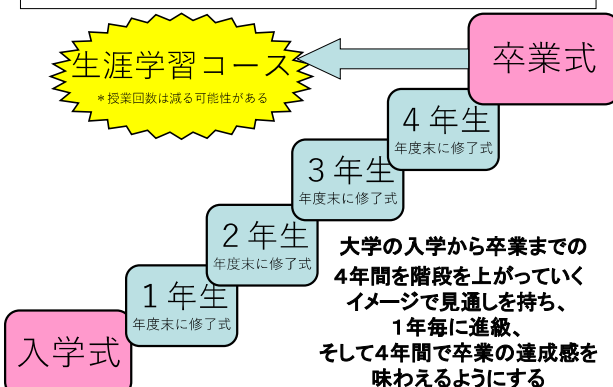 生涯学習コース
＊授業回数は減る可能性がある
卒業式
４年生
年度末に修了式
３年生
年度末に修了式
２年生
年度末に修了式
１年生
年度末に修了式
入学式
大学の入学から卒業までの
４年間を階段を上がっていく
イメージで見通しを持ち、
１年毎に進級、
そして４年間で卒業の達成感を
味わえるようにする